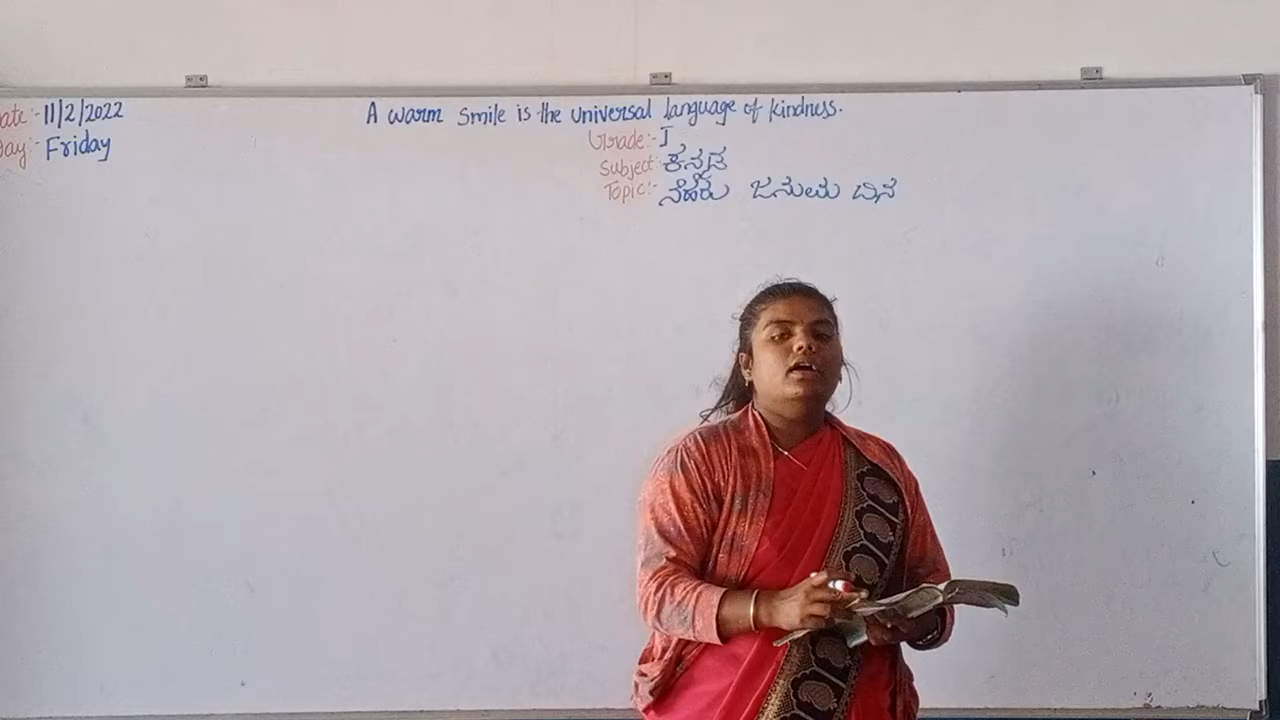 ate:- 11/2/2022
ay:- Friday
A warm smile is the universal language of kindness.
Grade:- I
Subject:- ಕನ್ನಡ
Topic:- ನೆಹರು ಜನುಮ ದಿನ